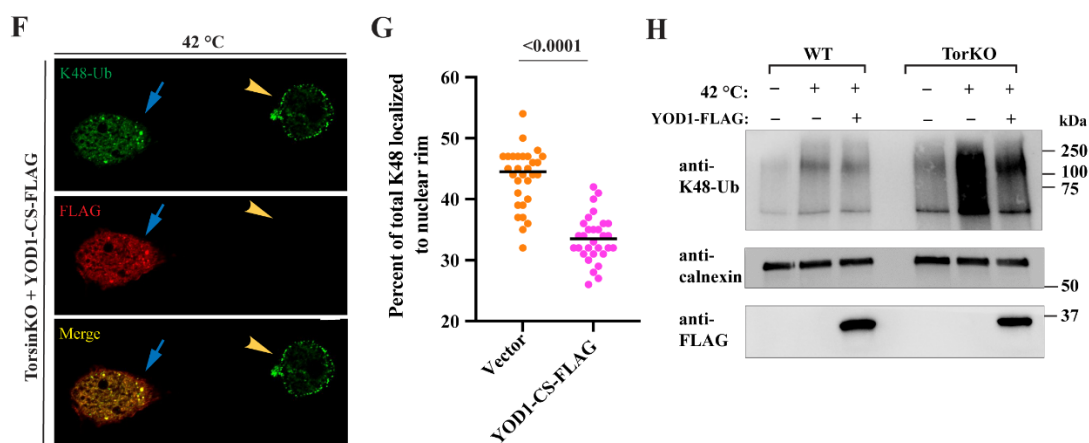 F
42 °C
TorsinKO + YOD1-CS-FLAG
K48-Ub
FLAG
Merge
G
<0.0001
Percent of total K48 localized
to nuclear rim
60
50
40
30
20
Vector
YOD1-CS-FLAG
H
WT TorKO
42 °C: – + + – + +
YOD1-FLAG: – – + – – +
kDa
anti-
K48-Ub
250
100
75
anti-
calnexin
50
anti-
FLAG
37